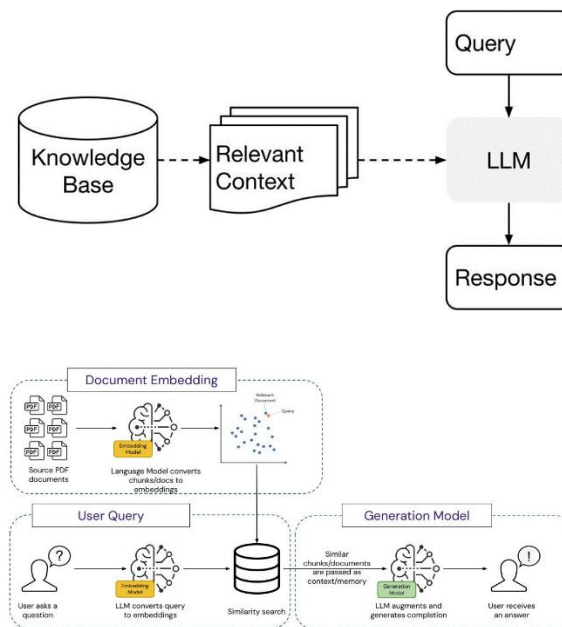 Query
Knowledge
Base
Relevant
Context
LLM
Response
Document Embedding
PDF PDF
PDF PDF
PDF PDF
Source PDF
documents
Embedding
Model
Language Model converts
chunks/docs to
embeddings
Relevant
Document
Query
User Query
?
User asks a
question
Embedding
Model
LLM converts query
to embeddings
Similarity search
Generation Model
Similar
chunks/documents
are passed as
context/memory
Generation
Model
LLM augments and
generates completion
!
User receives
an answer